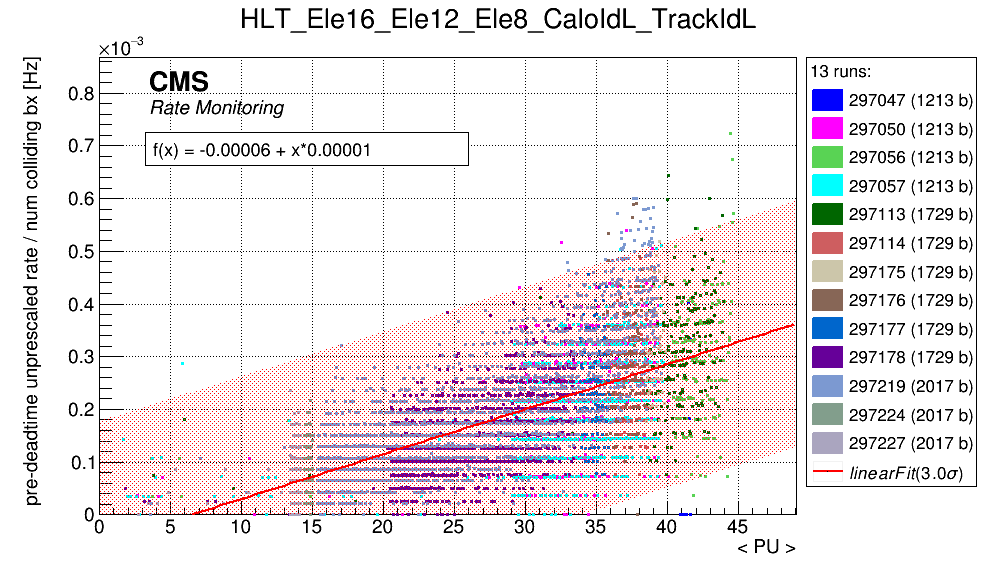 HLT_Ele16_Ele12_Ele8_CaloIdL_TrackIdL
×10⁻³
pre-deadtime unprescaled rate / num colliding bx [Hz]
CMS
Rate Monitoring
f(x) = -0.00006 + x*0.00001
0.8
0.7
0.6
0.5
0.4
0.3
0.2
0.1
0
0 5 10 15 20 25 30 35 40 45
< PU >
13 runs:
297047 (1213 b)
297050 (1213 b)
297056 (1213 b)
297057 (1213 b)
297113 (1729 b)
297114 (1729 b)
297175 (1729 b)
297176 (1729 b)
297177 (1729 b)
297178 (1729 b)
297219 (2017 b)
297224 (2017 b)
297227 (2017 b)
linearFit(3.0σ)